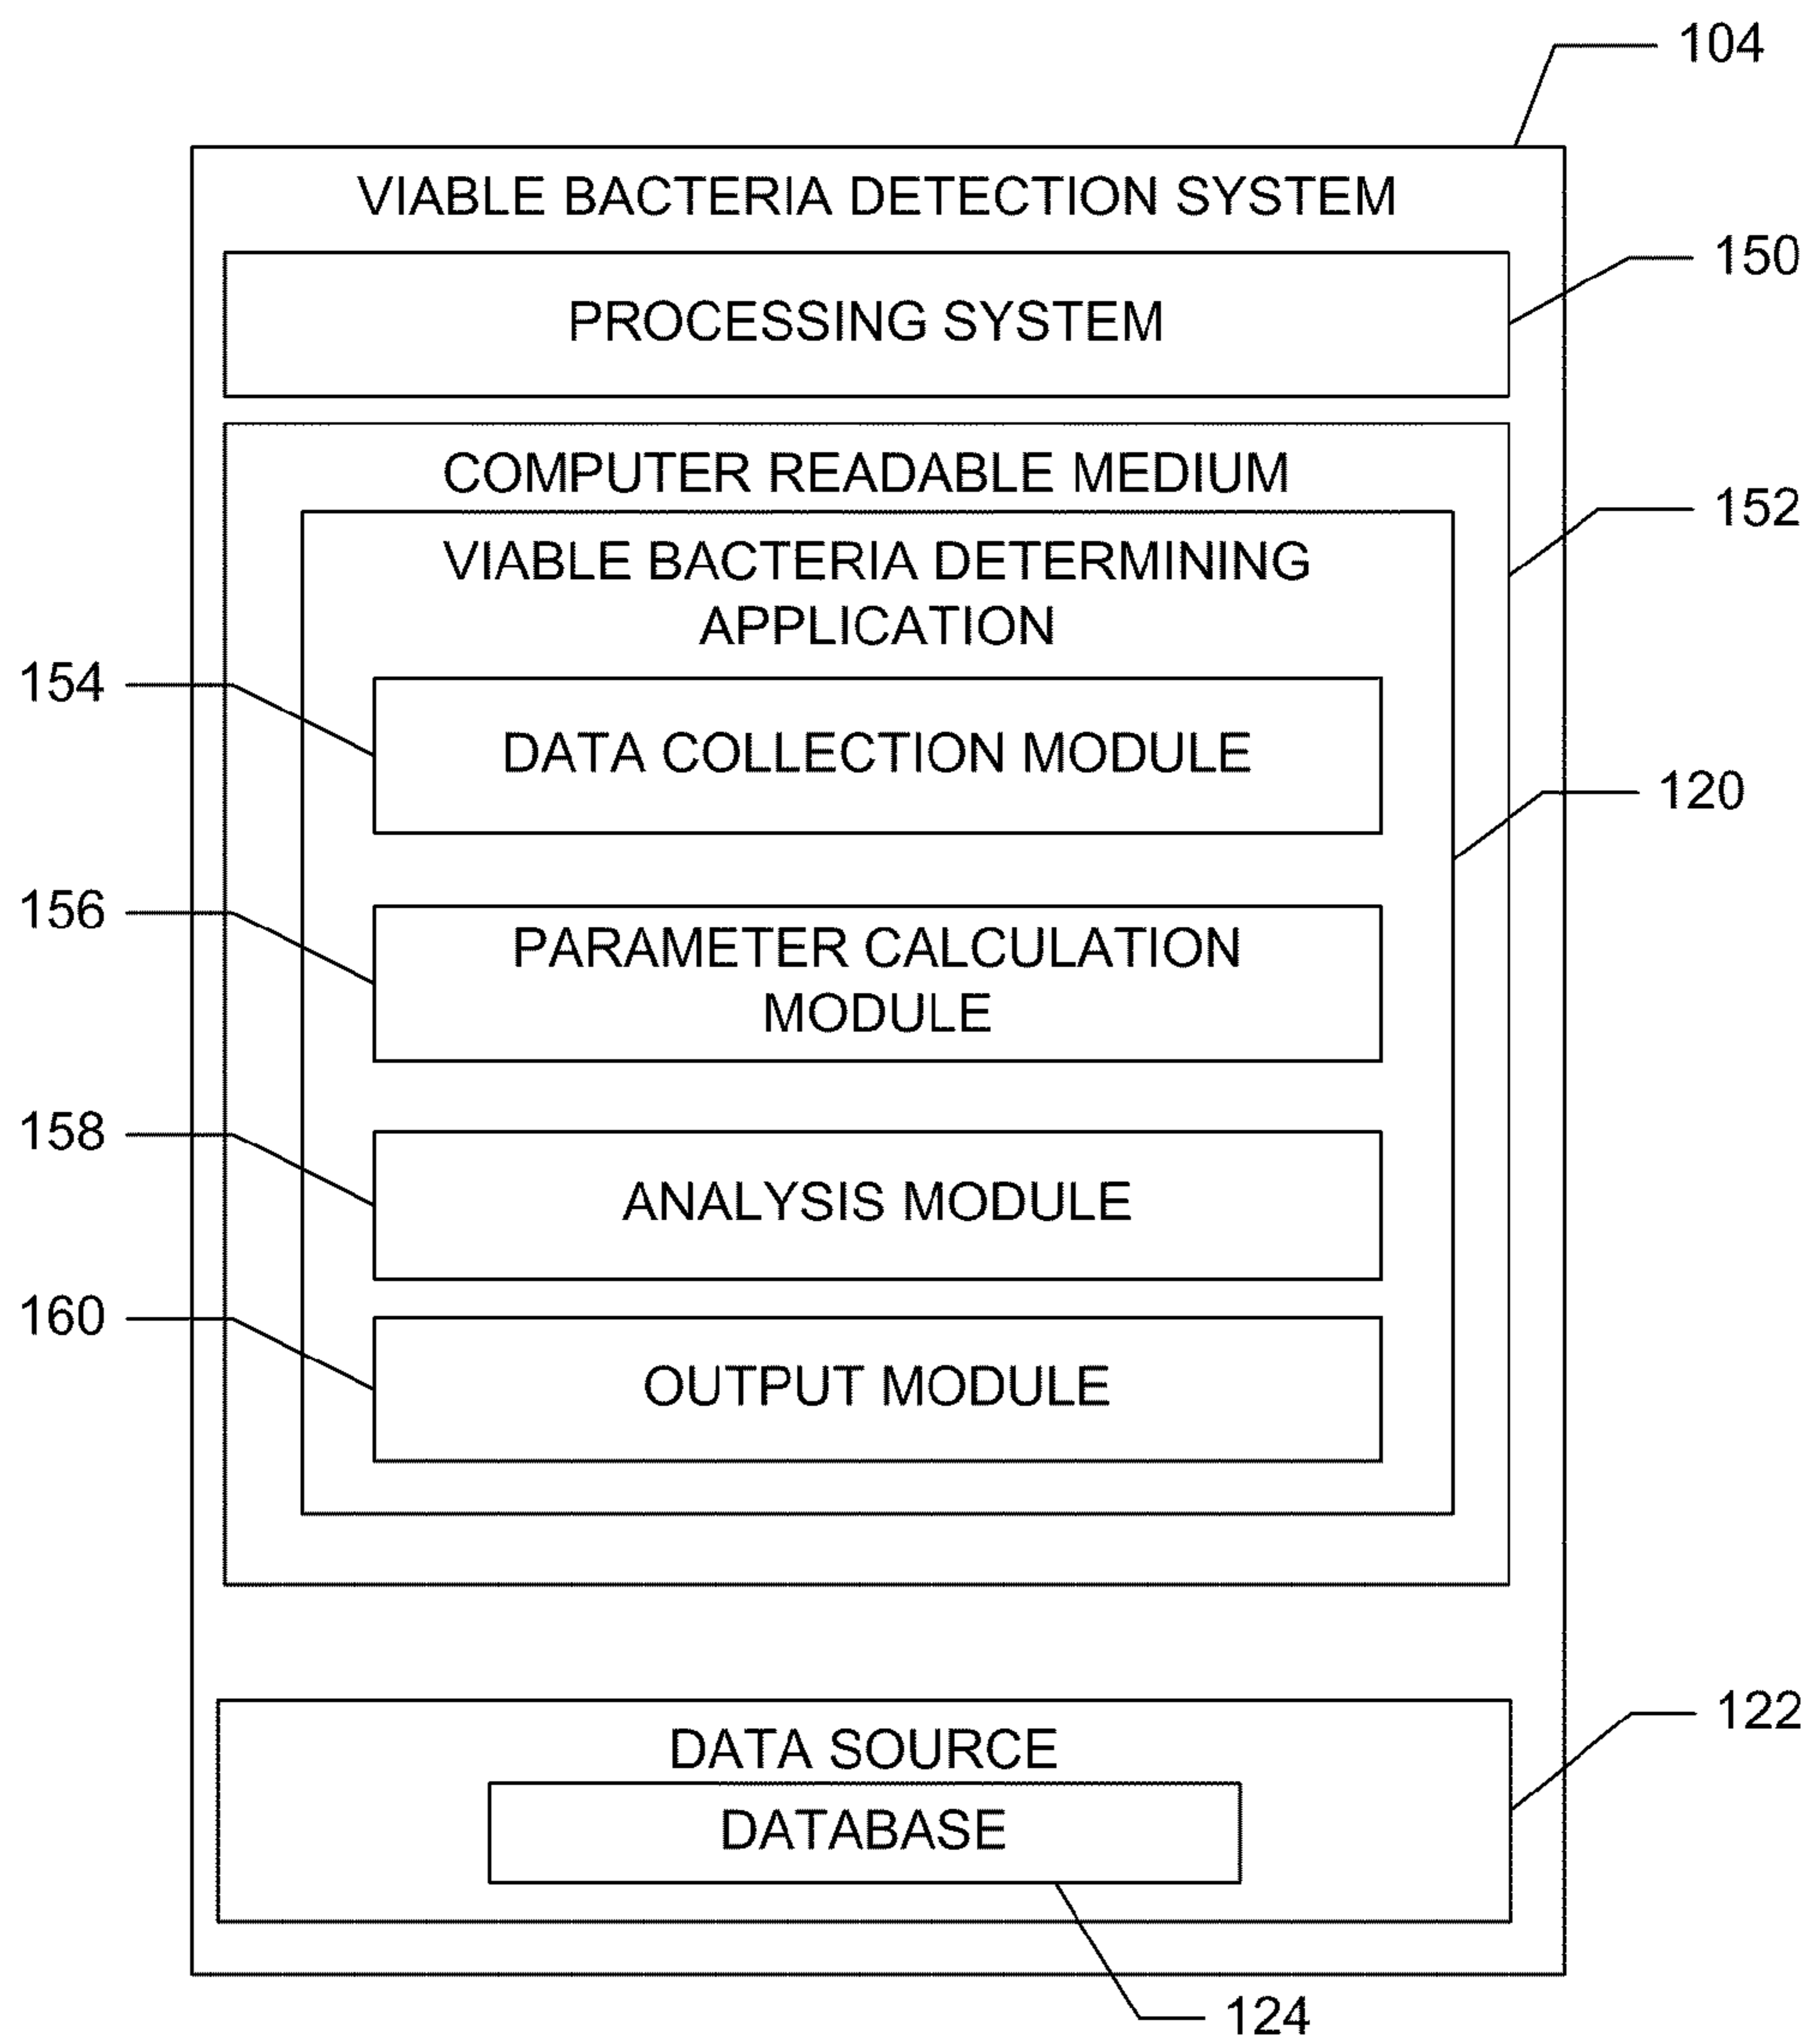 104
VIABLE BACTERIA DETECTION SYSTEM
150
PROCESSING SYSTEM
COMPUTER READABLE MEDIUM
152
VIABLE BACTERIA DETERMINING
APPLICATION
154
DATA COLLECTION MODULE
120
156
PARAMETER CALCULATION
MODULE
158
ANALYSIS MODULE
160
OUTPUT MODULE
122
DATA SOURCE
DATABASE
124